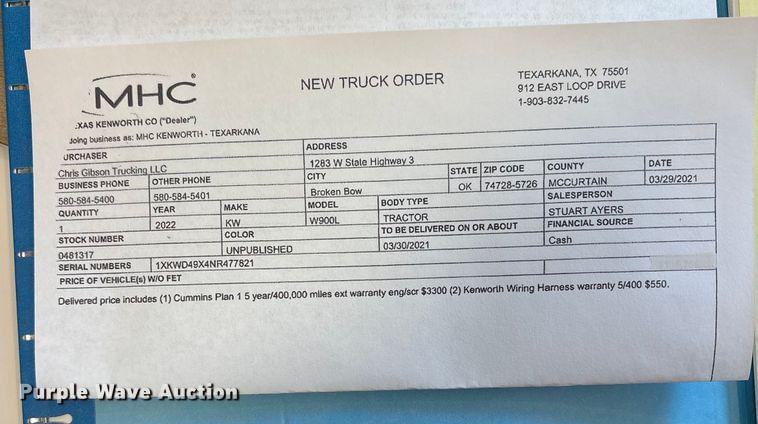 MHC
NEW TRUCK ORDER
TEXARKANA, TX 75501
912 EAST LOOP DRIVE
1-903-832-7445
XAS KENWORTH CO ("Dealer")
doing business as: MHC KENWORTH - TEXARKANA
URCHASER ADDRESS
Chris Gibson Trucking LLC 1283 W State Highway 3
BUSINESS PHONE OTHER PHONE CITY STATE ZIP CODE COUNTY DATE
580-584-5400 580-584-5401 Broken Bow OK 74728-5726 MCCURTAIN 03/29/2021
QUANTITY YEAR MAKE MODEL BODY TYPE SALESPERSON
1 2022 KW W900L TRACTOR STUART AYERS
STOCK NUMBER COLOR TO BE DELIVERED ON OR ABOUT FINANCIAL SOURCE
0481317 UNPUBLISHED 03/30/2021 Cash
SERIAL NUMBERS 1XKWD49X4NR477821
PRICE OF VEHICLE(s) W/O FET
Delivered price includes (1) Cummins Plan 1 5 year/400,000 miles ext warranty eng/scr $3300 (2) Kenworth Wiring Harness warranty 5/400 $550.
Purple Wave Auction